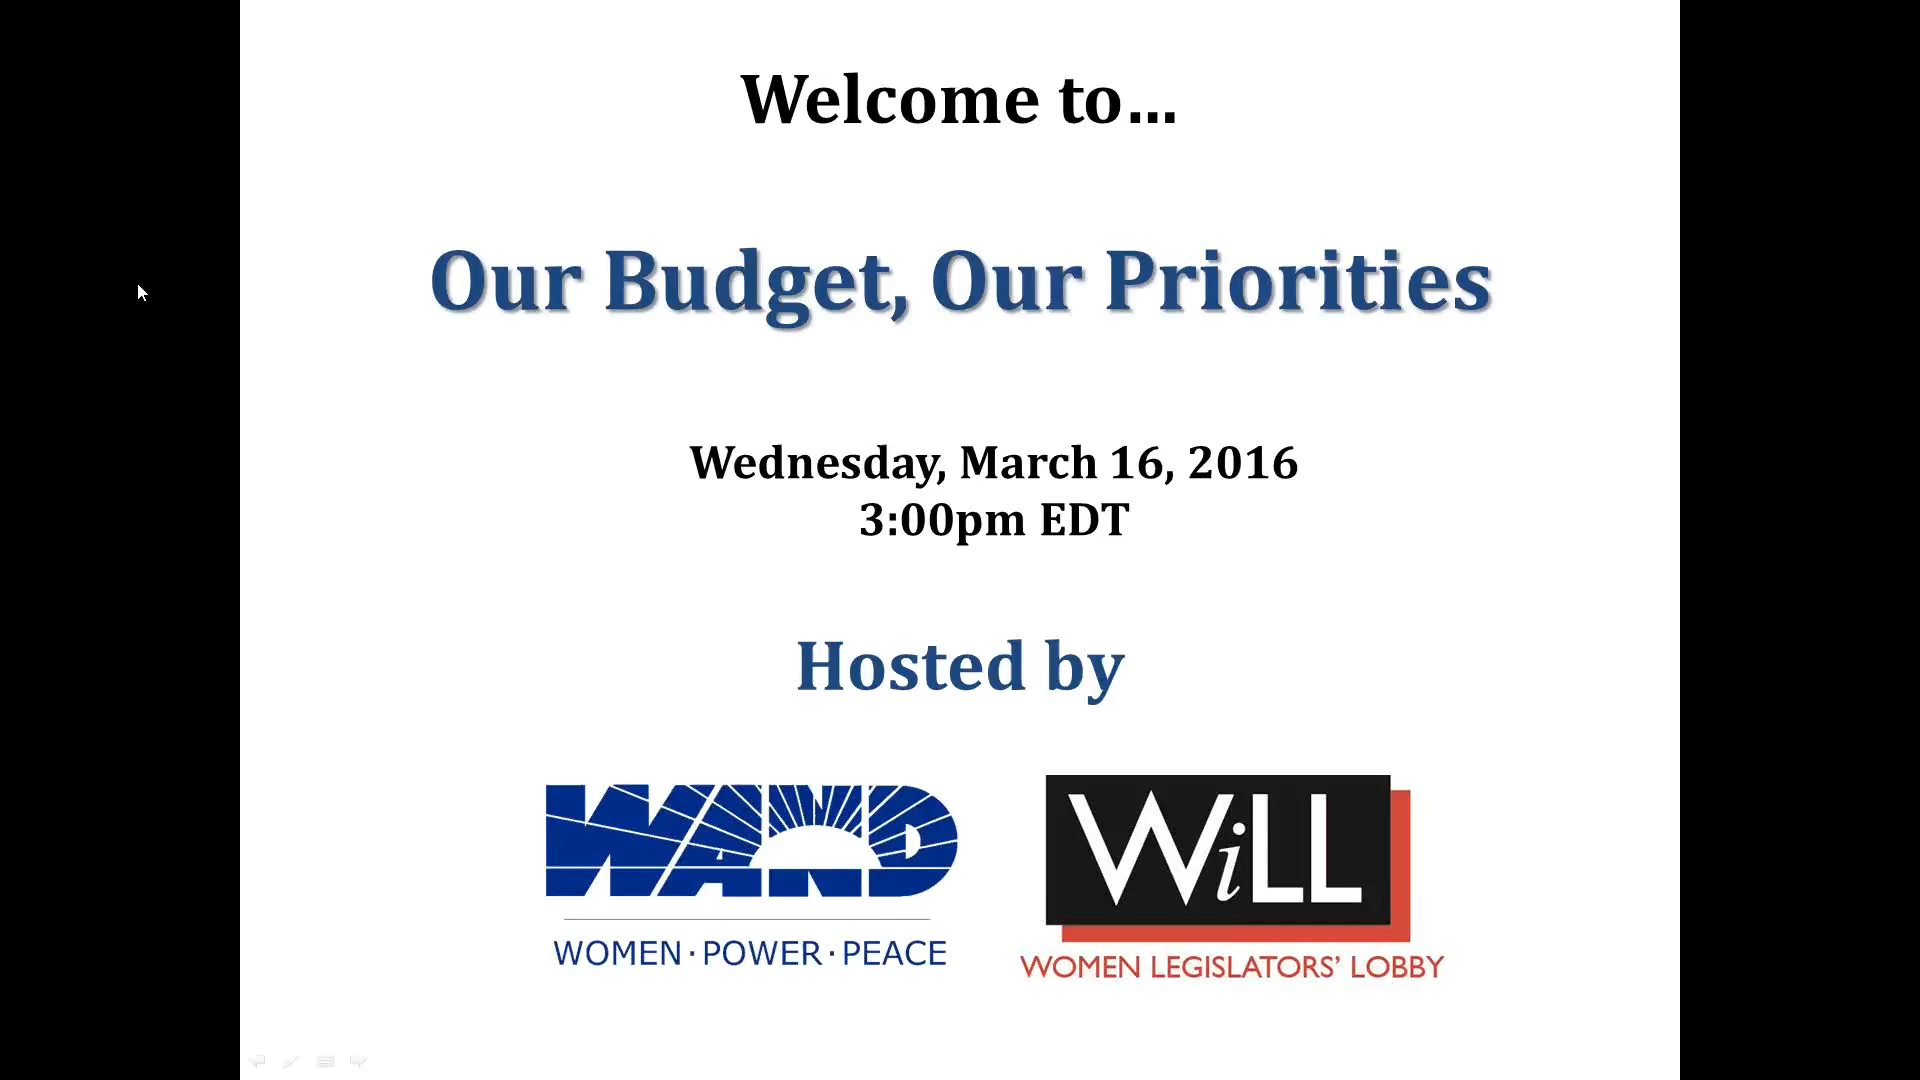 Welcome to…
Our Budget, Our Priorities
Wednesday, March 16, 2016
3:00pm EDT
Hosted by
WAND
WOMEN·POWER·PEACE
WiLL
WOMEN LEGISLATORS’ LOBBY